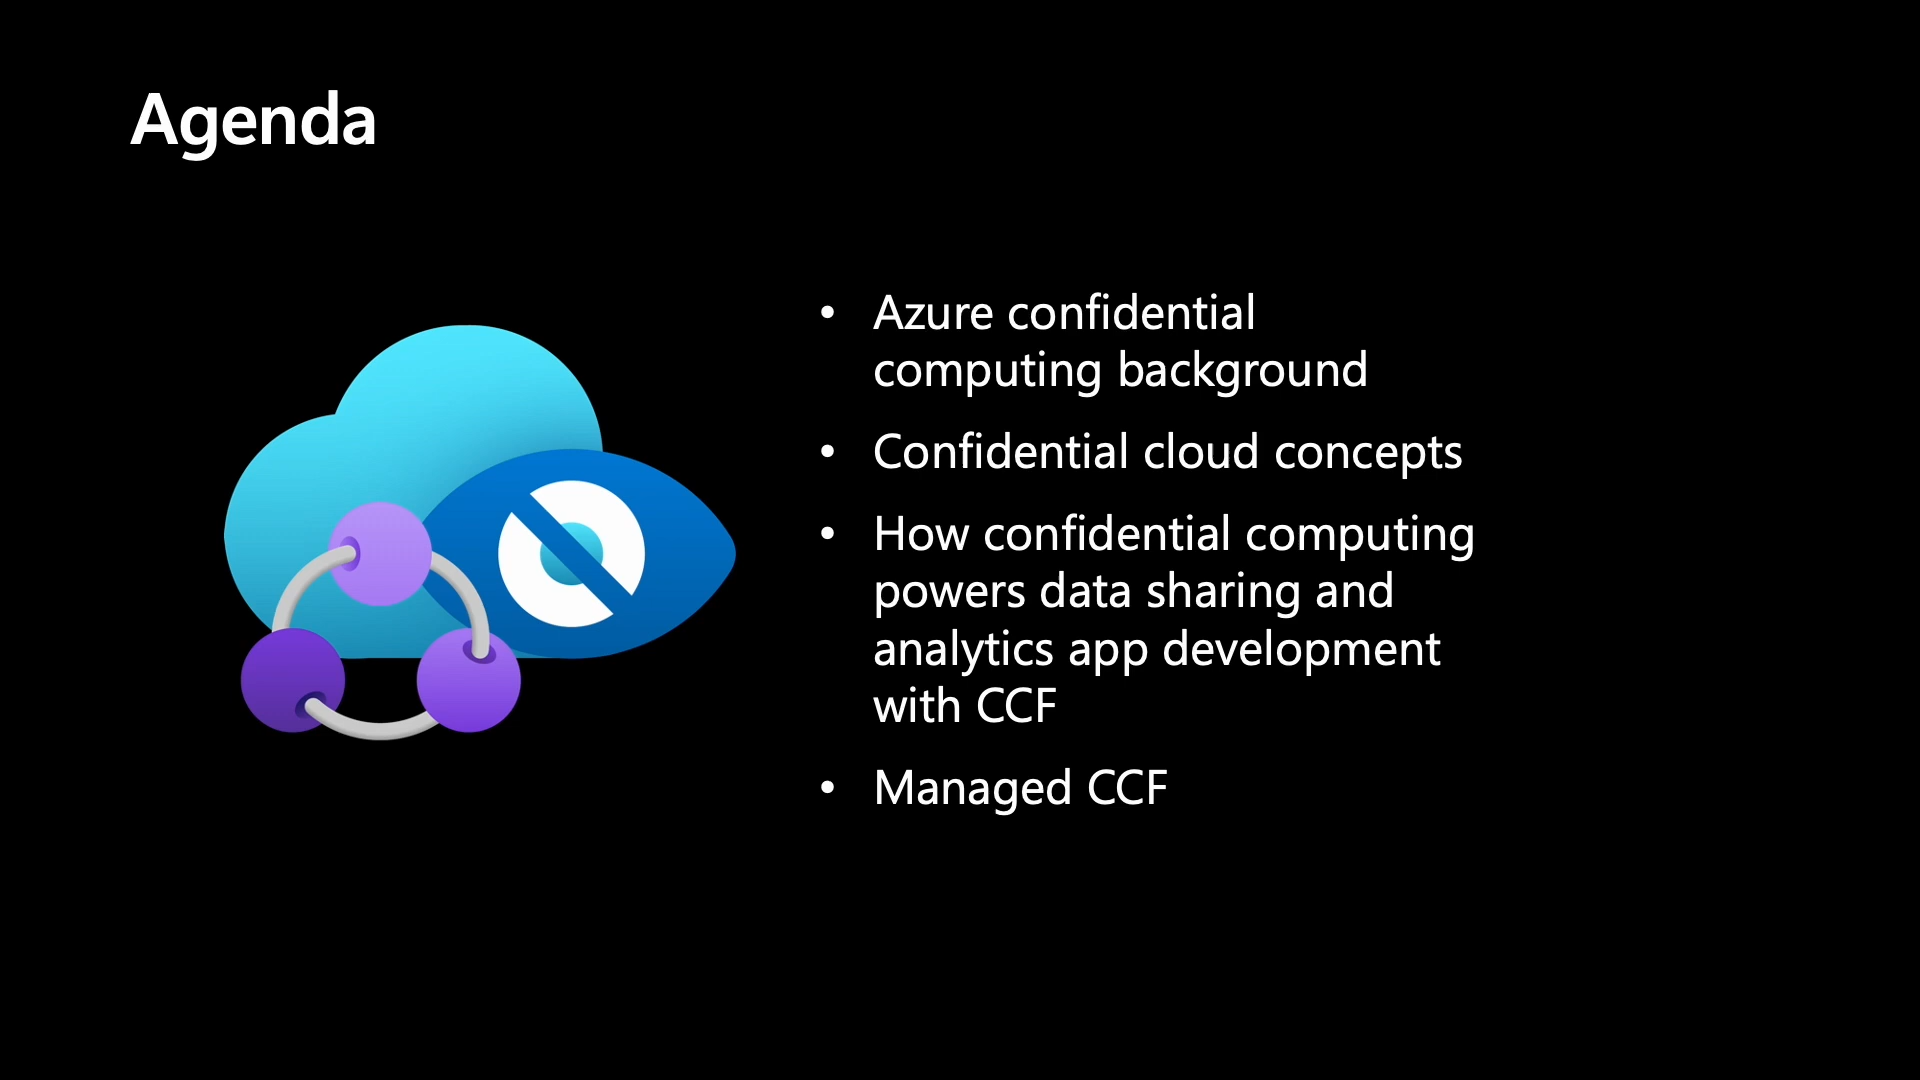 Agenda
• Azure confidential
computing background
• Confidential cloud concepts
• How confidential computing
powers data sharing and
analytics app development
with CCF
• Managed CCF